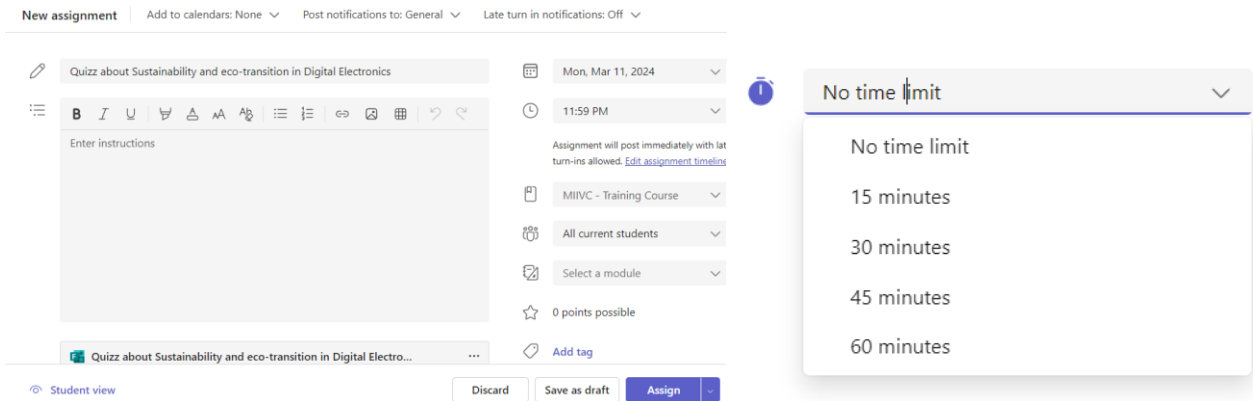 New assignment Add to calendars: None Post notifications to: General Late turn in notifications: Off
Quizz about Sustainability and eco-transition in Digital Electronics
B I U A AA Ab
Enter instructions
Quizz about Sustainability and eco-transition in Digital Electro... ...
Mon, Mar 11, 2024
11:59 PM
Assignment will post immediately with lat
turn-ins allowed. Edit assignment timeline
MIIVC - Training Course
All current students
Select a module
0 points possible
Add tag
Student view Discard Save as draft Assign
No time limit
No time limit
15 minutes
30 minutes
45 minutes
60 minutes